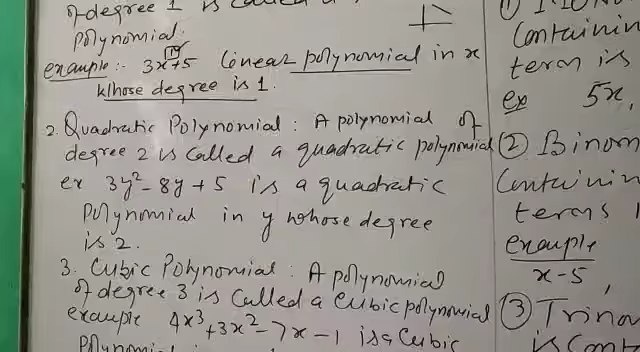 of degree 1 is called a
polynomial.
example :- 3x+5 linear polynomial in x
whose degree is 1.
2. Quadratic Polynomial : A polynomial of
degree 2 is called a quadratic polynomial
ex 3y²-8y+5 is a quadratic
polynomial in y whose degree
is 2.
3. Cubic Polynomial : A polynomial
of degree 3 is called a cubic polynomial
example 4x³+3x²-7x-1 is a cubic
①
Containin
term is
ex 5x,
② Binom
Containin
terms
example
x-5,
③ Trino
is Cont